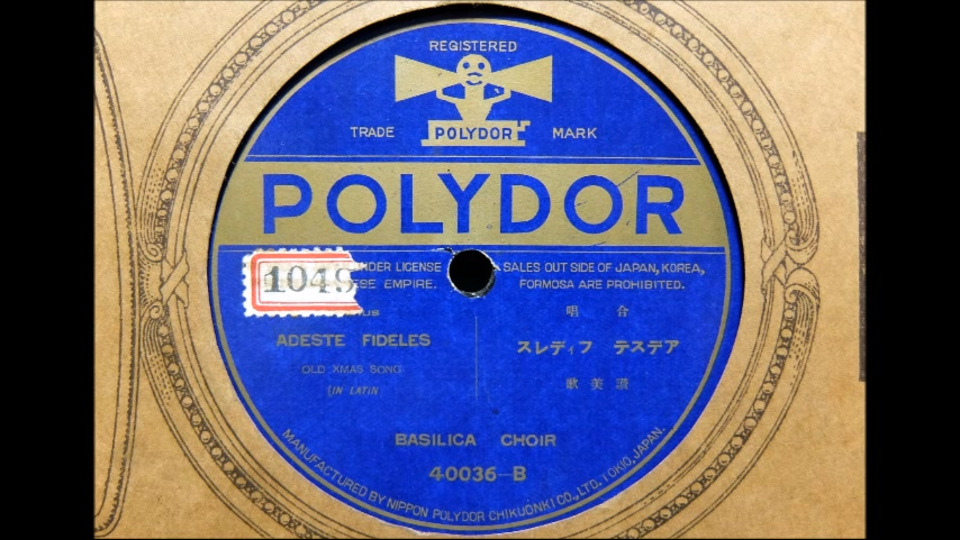 REGISTERED
TRADE POLYDOR MARK
POLYDOR
1049
UNDER LICENSE
SALES OUT SIDE OF JAPAN, KOREA,
EMPIRE.
FORMOSA ARE PROHIBITED.
ADESTE FIDELES
OLD XMAS SONG
(IN LATIN
唱 合
スレディフ テスデア
歌美讃
BASILICA CHOIR
40036-B
MANUFACTURED BY NIPPON POLYDOR CHIKUONKI CO., LTD. TOKIO, JAPAN.